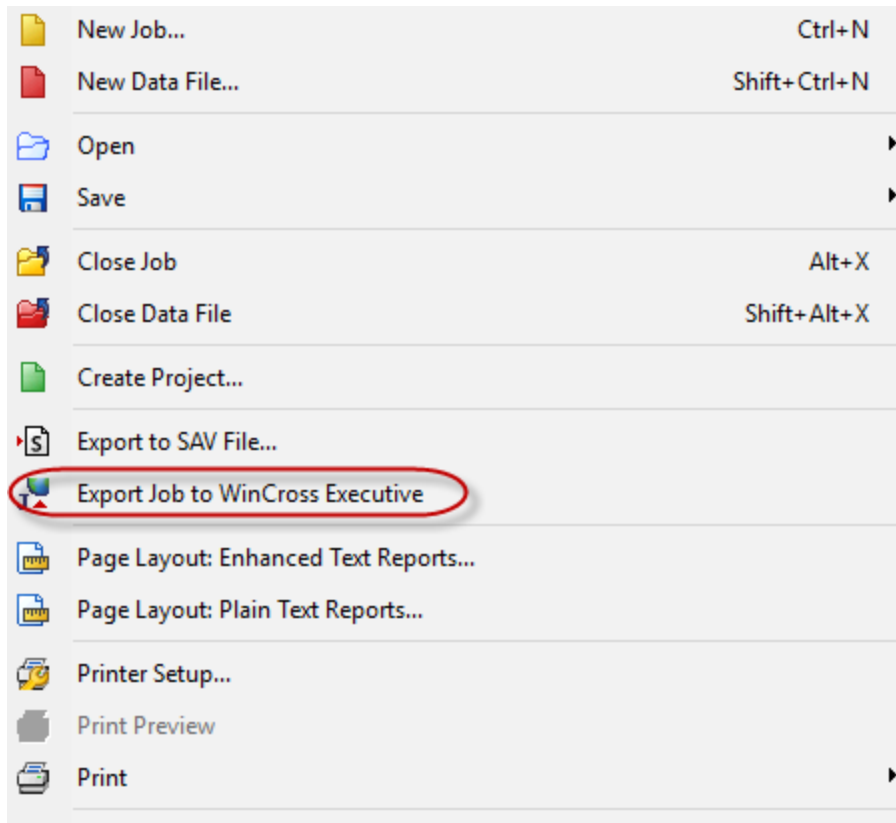 New Job... Ctrl+N
New Data File... Shift+Ctrl+N
Open
Save
Close Job Alt+X
Close Data File Shift+Alt+X
Create Project...
Export to SAV File...
Export Job to WinCross Executive
Page Layout: Enhanced Text Reports...
Page Layout: Plain Text Reports...
Printer Setup...
Print Preview
Print